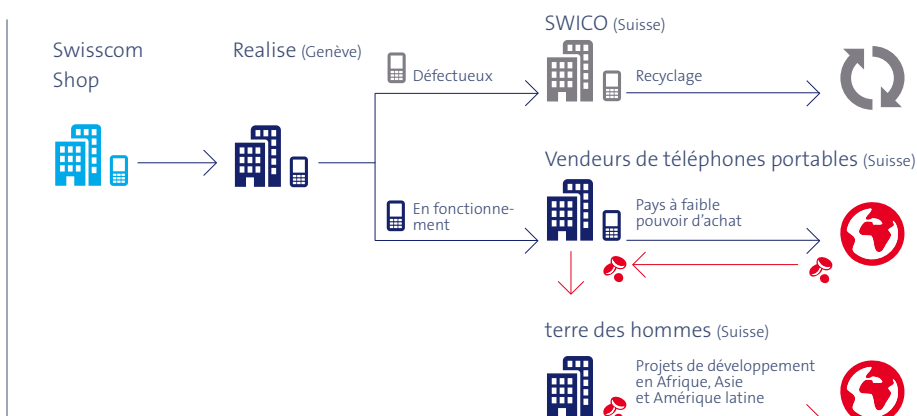 Swisscom
Shop
Realise (Genève)
Défectueux
SWICO (Suisse)
Recyclage
Vendeurs de téléphones portables (Suisse)
En fonctionne-
ment
Pays à faible
pouvoir d'achat
terre des hommes (Suisse)
Projets de développement
en Afrique, Asie
et Amérique latine